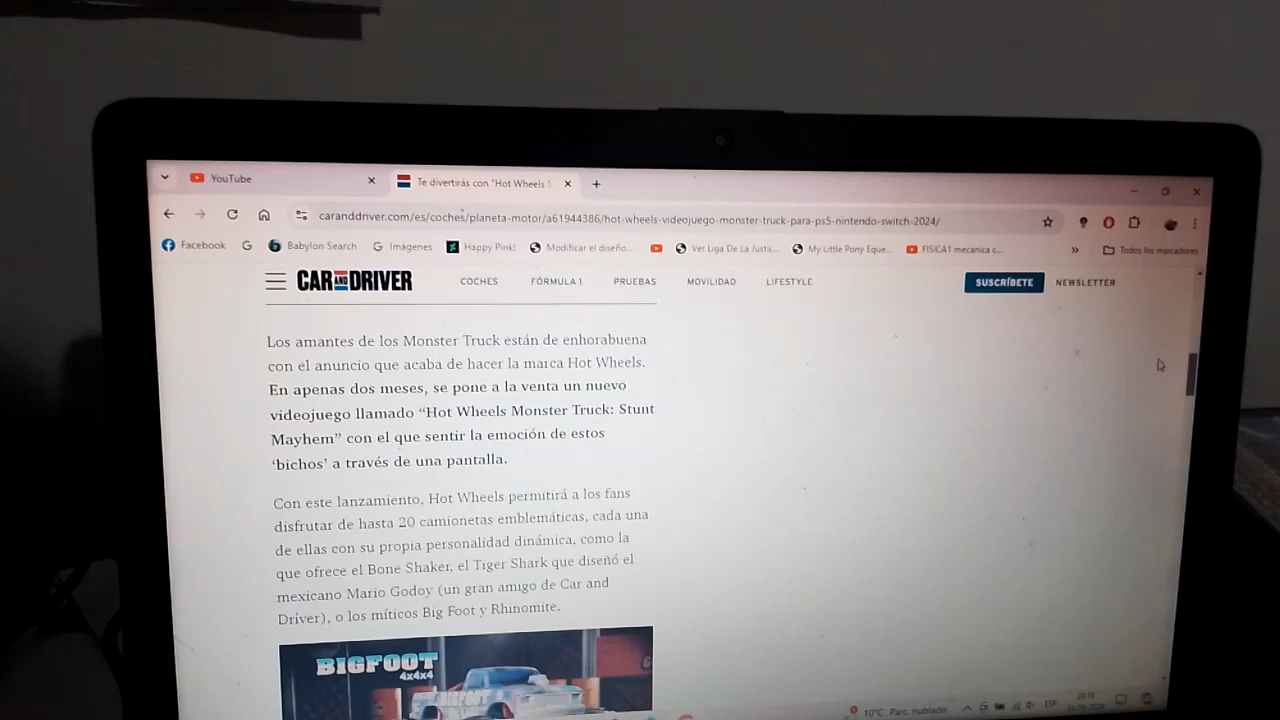 YouTube
Te divertirás con "Hot Wheels
caranddriver.com/es/coches/planeta-motor/a61944386/hot-wheels-videojuego-monster-truck-para-ps5-nintendo-switch-2024/
Facebook G Babylon Search G Imágenes Happy Pink! Modificar el diseño... Ver Liga De La Justic... My Little Pony Eque... FISICA1 mecanica c... » Todos los marcadores
CAR AND DRIVER COCHES FÓRMULA 1 PRUEBAS MOVILIDAD LIFESTYLE SUSCRÍBETE NEWSLETTER
Los amantes de los Monster Truck están de enhorabuena
con el anuncio que acaba de hacer la marca Hot Wheels.
En apenas dos meses, se pone a la venta un nuevo
videojuego llamado “Hot Wheels Monster Truck: Stunt
Mayhem” con el que sentir la emoción de estos
‘bichos’ a través de una pantalla.
Con este lanzamiento, Hot Wheels permitirá a los fans
disfrutar de hasta 20 camionetas emblemáticas, cada una
de ellas con su propia personalidad dinámica, como la
que ofrece el Bone Shaker, el Tiger Shark que diseñó el
mexicano Mario Godoy (un gran amigo de Car and
Driver), o los míticos Big Foot y Rhinomite.
BIGFOOT
4x4x4
BIGFOOT
10°C Parc. nublado ESP